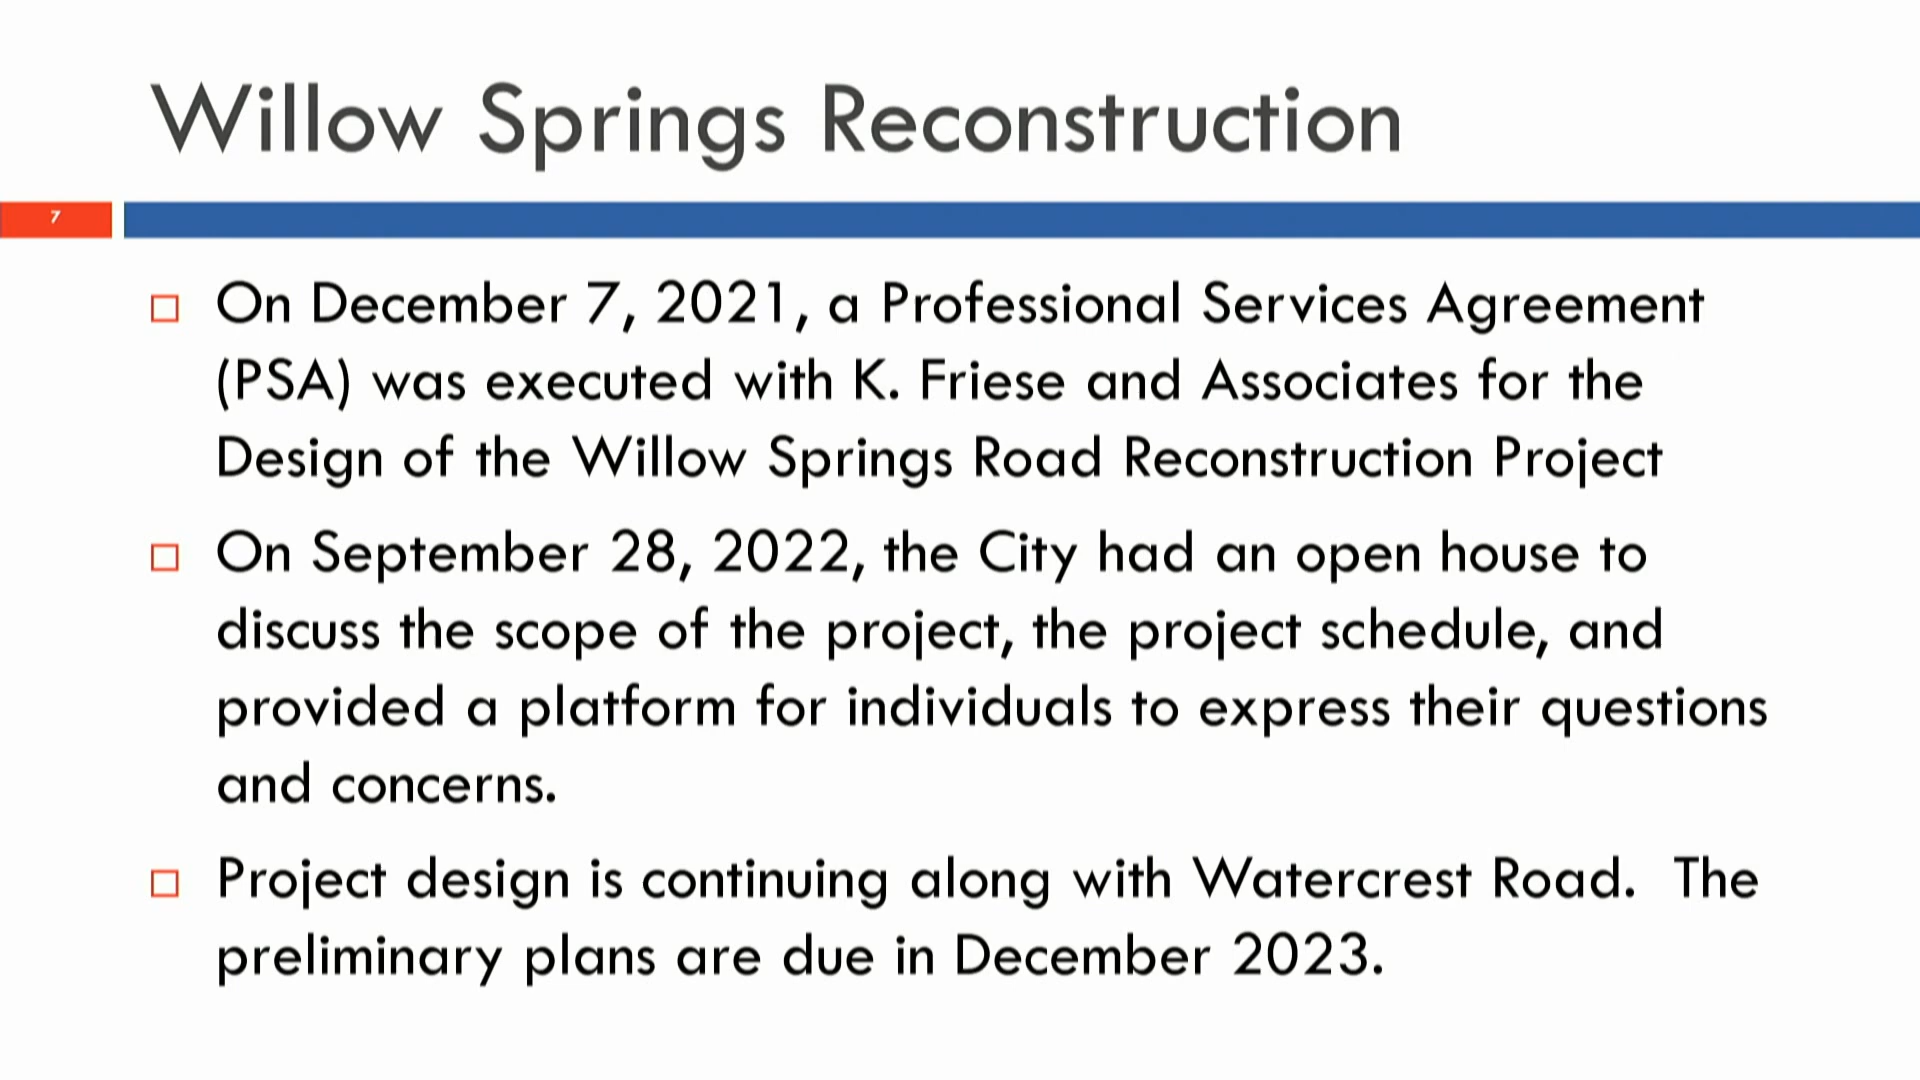 Willow Springs Reconstruction
7
On December 7, 2021, a Professional Services Agreement
(PSA) was executed with K. Friese and Associates for the
Design of the Willow Springs Road Reconstruction Project
On September 28, 2022, the City had an open house to
discuss the scope of the project, the project schedule, and
provided a platform for individuals to express their questions
and concerns.
Project design is continuing along with Watercrest Road.  The
preliminary plans are due in December 2023.